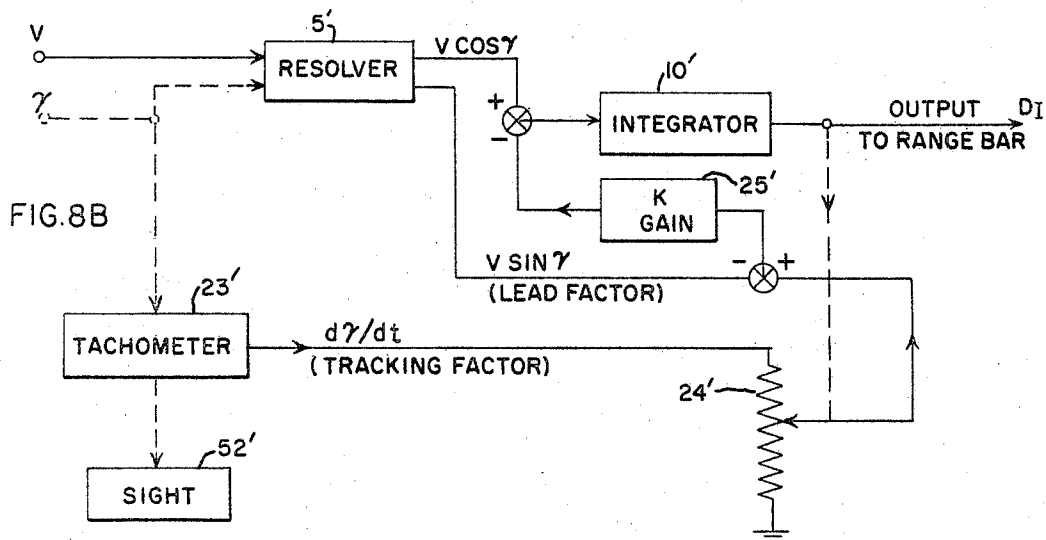 V
5'
RESOLVER
V COS γ
10'
INTEGRATOR
OUTPUT
TO RANGE BAR
D_I
γ
+
-
25'
K
GAIN
FIG. 8B
V SIN γ
(LEAD FACTOR)
- +
23'
TACHOMETER
dγ/dt
(TRACKING FACTOR)
24'
52'
SIGHT